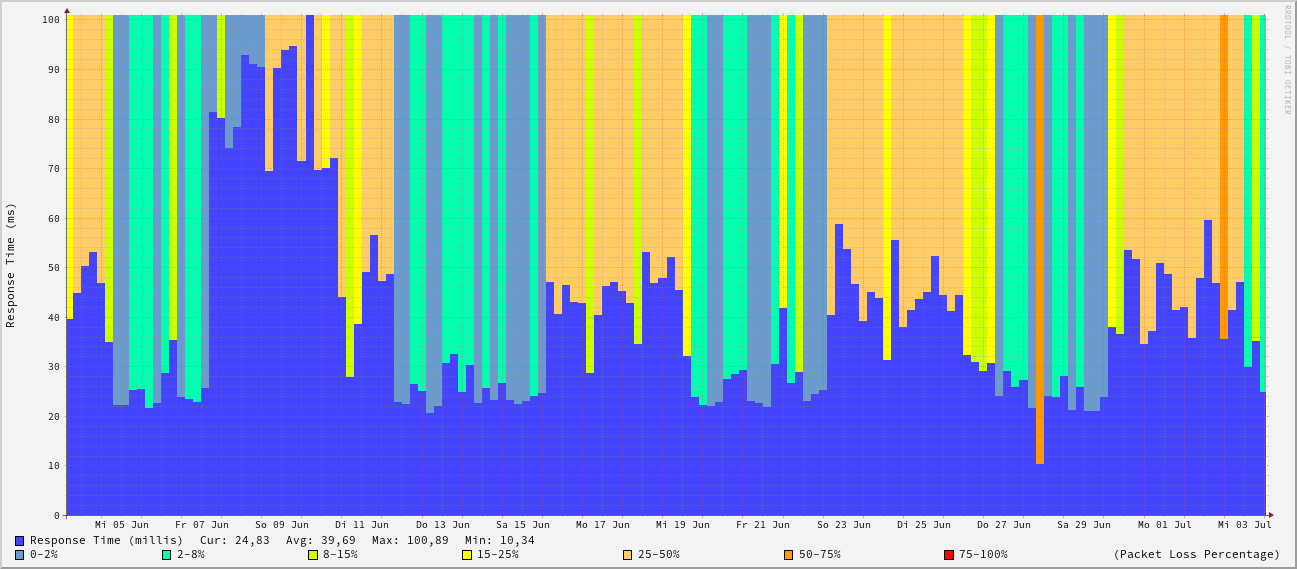 RRDTOOL / TOBI OETIKER
Response Time (ms)
100
90
80
70
60
50
40
30
20
10
0
Mi 05 Jun Fr 07 Jun So 09 Jun Di 11 Jun Do 13 Jun Sa 15 Jun Mo 17 Jun Mi 19 Jun Fr 21 Jun So 23 Jun Di 25 Jun Do 27 Jun Sa 29 Jun Mo 01 Jul Mi 03 Jul
Response Time (millis) Cur: 24,83 Avg: 39,69 Max: 100,89 Min: 10,34
0-2% 2-8% 8-15% 15-25% 25-50% 50-75% 75-100% (Packet Loss Percentage)